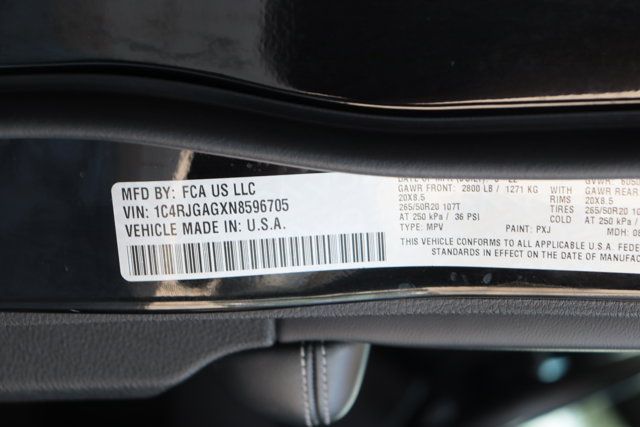 MFD BY: FCA US LLC
VIN: 1C4RJGAGXN8596705
VEHICLE MADE IN: U.S.A.
GAWR FRONT: 2800 LB / 1271 KG
20X8.5
265/50R20 107T
AT 250 kPa / 36 PSI
TYPE: MPV PAINT: PXJ
GAWR REAR
WITH 20X8.5
RIMS
TIRES 265/50R20
COLD AT 250 kPa /
MDH:
THIS VEHICLE CONFORMS TO ALL APPLICABLE U.S.A. FEDE
STANDARDS IN EFFECT ON THE DATE OF MANUFAC